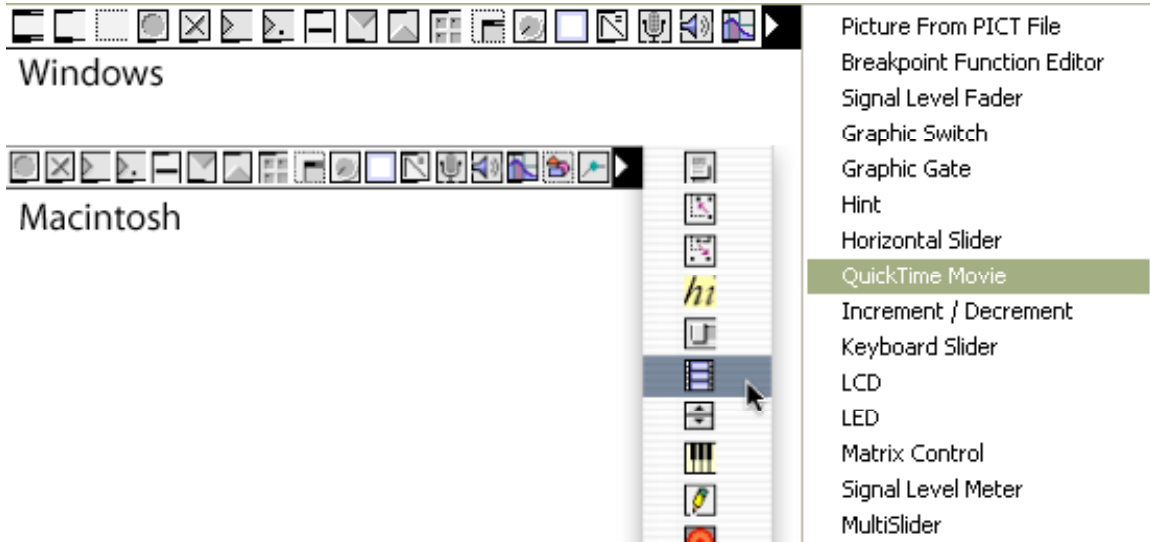 Windows
Macintosh
hi
Picture From PICT File
Breakpoint Function Editor
Signal Level Fader
Graphic Switch
Graphic Gate
Hint
Horizontal Slider
QuickTime Movie
Increment / Decrement
Keyboard Slider
LCD
LED
Matrix Control
Signal Level Meter
MultiSlider